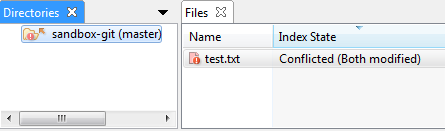 Directories
sandbox-git (master)
Files
Name Index State
test.txt Conflicted (Both modified)